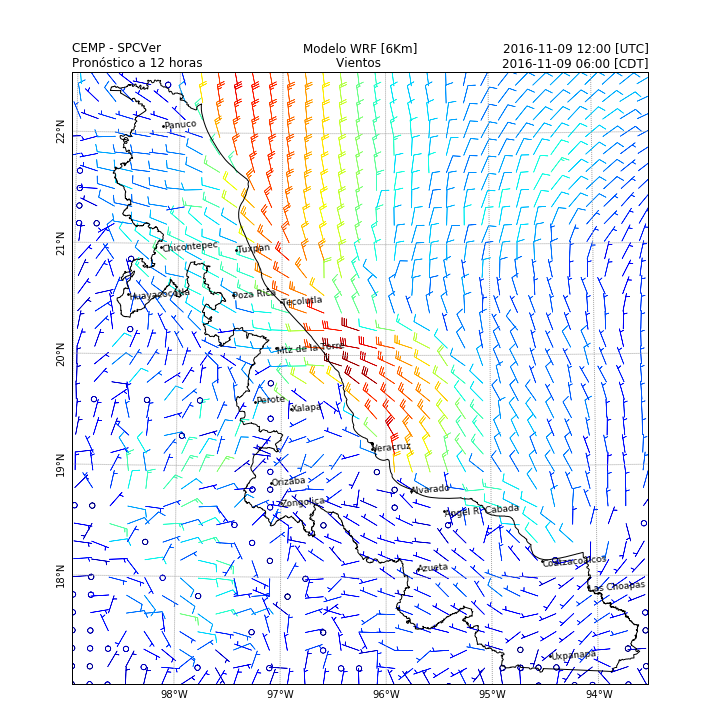 CEMP - SPCVer Modelo WRF [6Km] 2016-11-09 12:00 [UTC]
Pronóstico a 12 horas Vientos 2016-11-09 06:00 [CDT]
22°N
Panuco
21°N
Chicontepec
Tuxpan
Huayacocotla
Poza Rica
Tecolutla
20°N
Mtz de la Torre
Perote
Xalapa
19°N
Veracruz
Orizaba
Alvarado
Zongolica
Angel R. Cabada
18°N
Azueta
Coatzacoalcos
Las Choapas
Uxpanapa
98°W 97°W 96°W 95°W 94°W